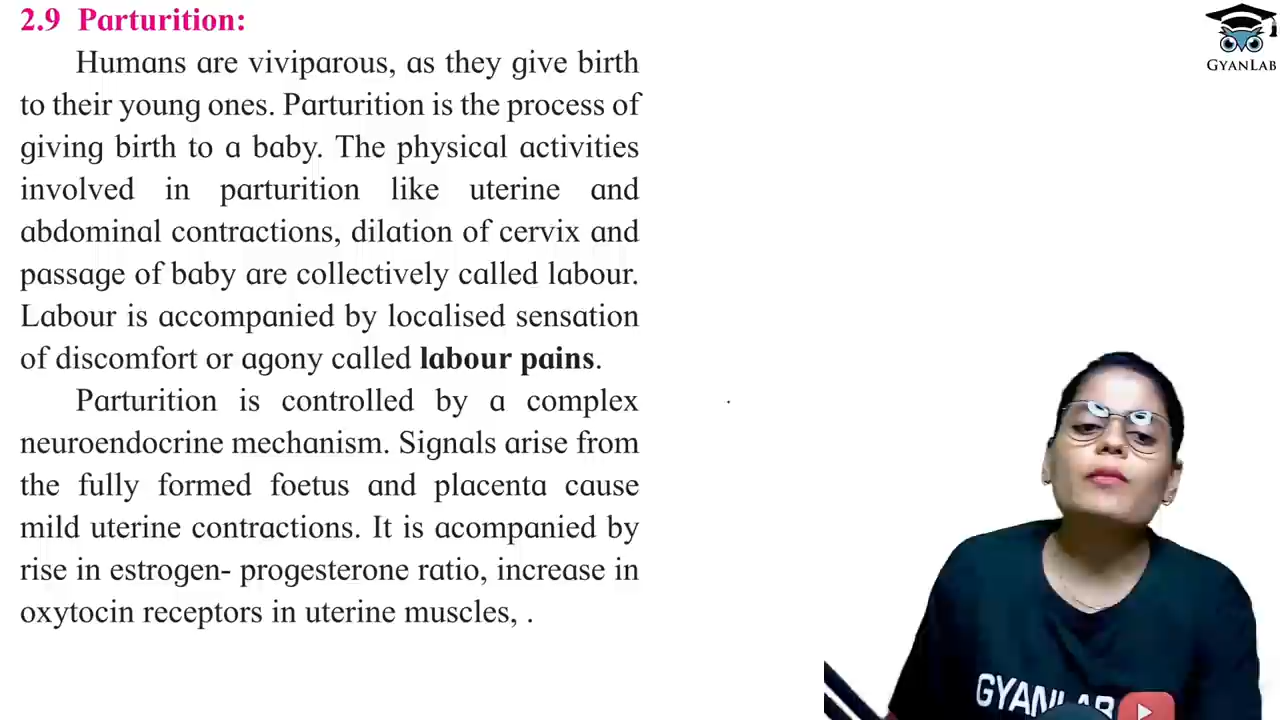 2.9 Parturition:
Humans are viviparous, as they give birth
to their young ones. Parturition is the process of
giving birth to a baby. The physical activities
involved in parturition like uterine and
abdominal contractions, dilation of cervix and
passage of baby are collectively called labour.
Labour is accompanied by localised sensation
of discomfort or agony called labour pains.
Parturition is controlled by a complex
neuroendocrine mechanism. Signals arise from
the fully formed foetus and placenta cause
mild uterine contractions. It is acompanied by
rise in estrogen- progesterone ratio, increase in
oxytocin receptors in uterine muscles, .
GYANLAB
GYANLAB